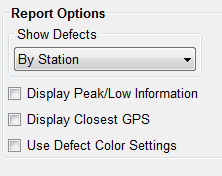 Report Options
Show Defects
By Station
Display Peak/Low Information
Display Closest GPS
Use Defect Color Settings